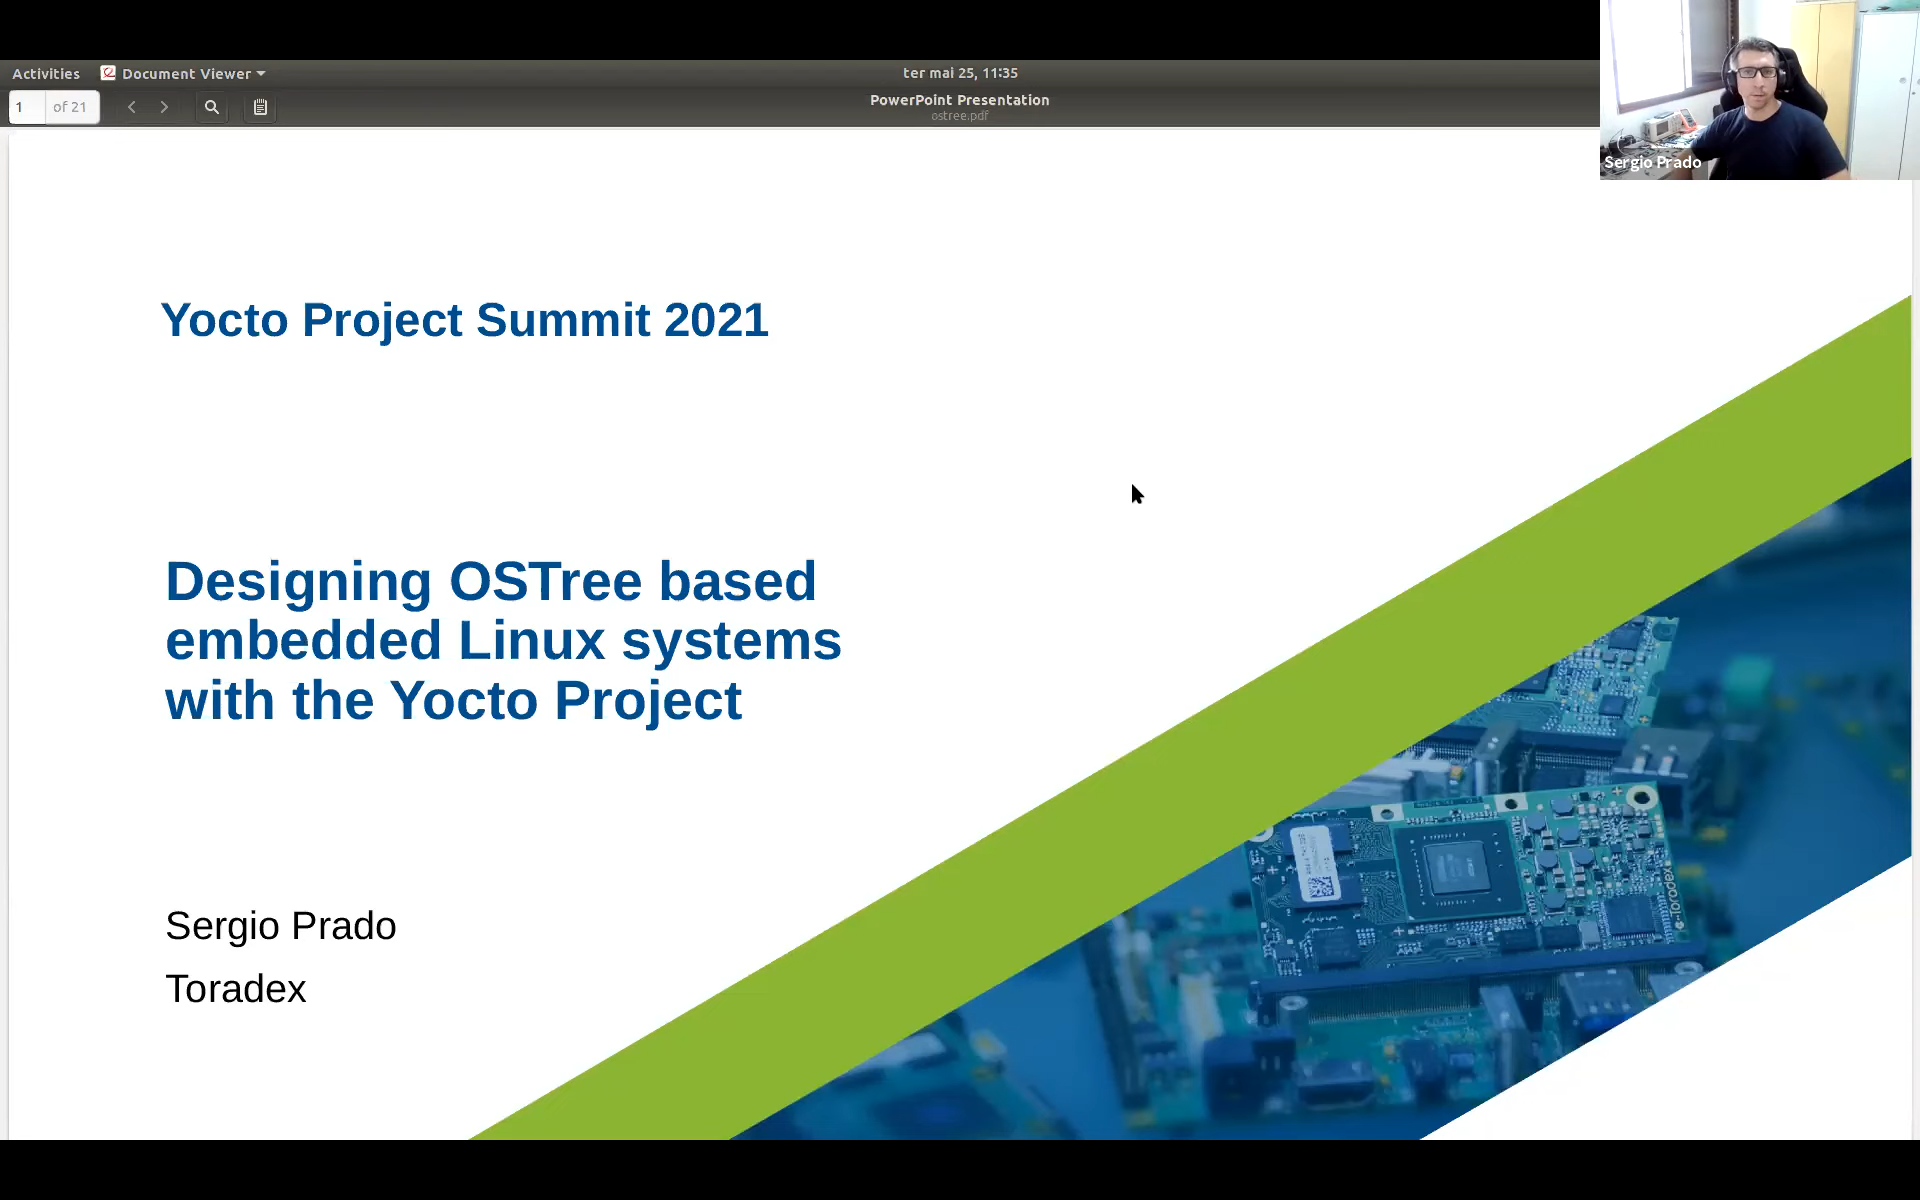 Activities Document Viewer ter mai 25, 11:35
1 of 21 PowerPoint Presentation
ostree.pdf
Sergio Prado
Yocto Project Summit 2021
Designing OSTree based
embedded Linux systems
with the Yocto Project
Sergio Prado
Toradex
Toradex